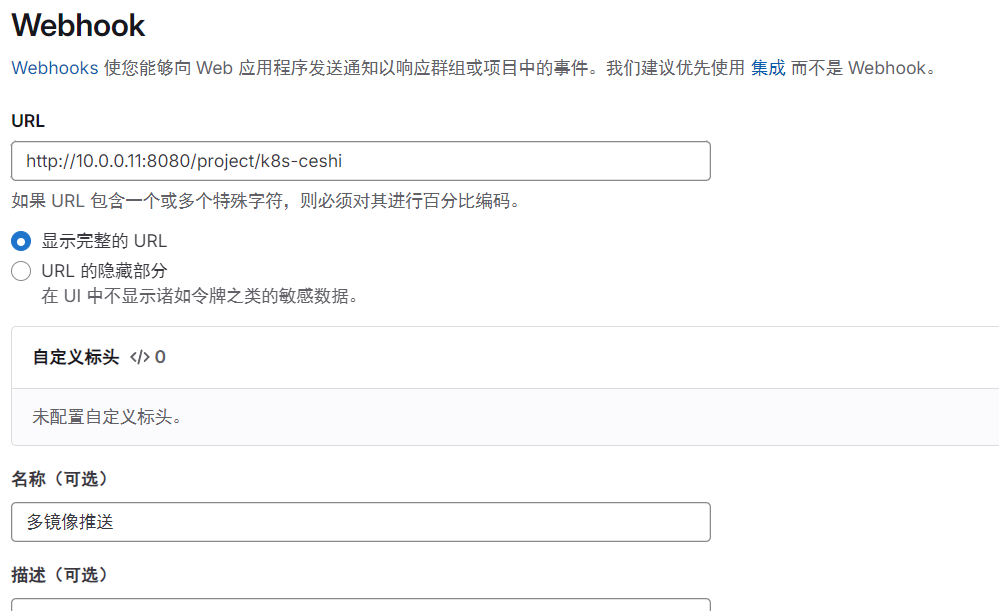 Webhook
Webhooks 使您能够向 Web 应用程序发送通知以响应群组或项目中的事件。我们建议优先使用 集成 而不是 Webhook。
URL
http://10.0.0.11:8080/project/k8s-ceshi
如果 URL 包含一个或多个特殊字符，则必须对其进行百分比编码。
显示完整的 URL
URL 的隐藏部分
在 UI 中不显示诸如令牌之类的敏感数据。
自定义标头 </> 0
未配置自定义标头。
名称（可选）
多镜像推送
描述（可选）